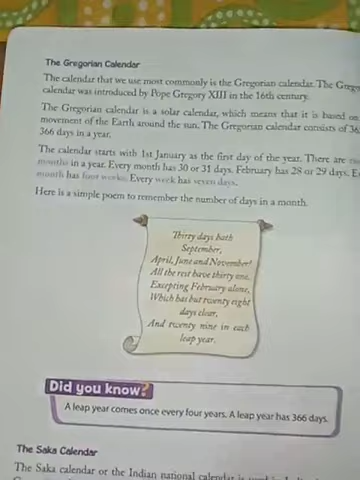 The Gregorian Calendar
The calendar that we use most commonly is the Gregorian calendar. The
calendar was introduced by Pope Gregory XIII in the 16th century.
The Gregorian calendar is a solar calendar, which means that it is based on
movement of the Earth around the sun. The Gregorian calendar consists of
366 days in a year.
The calendar starts with 1st January as the first day of the year. There are
months in a year. Every month has 30 or 31 days. February has 28 or 29 days.
month has four weeks. Every week has seven days.
Here is a simple poem to remember the number of days in a month.
Thirty days hath
September,
April, June and November!
All the rest have thirty one,
Excepting February alone,
Which has but twenty eight
days clear,
And twenty nine in each
leap year.
Did you know?
A leap year comes once every four years. A leap year has 366 days.
The Saka Calendar
The Saka calendar or the Indian national calendar is